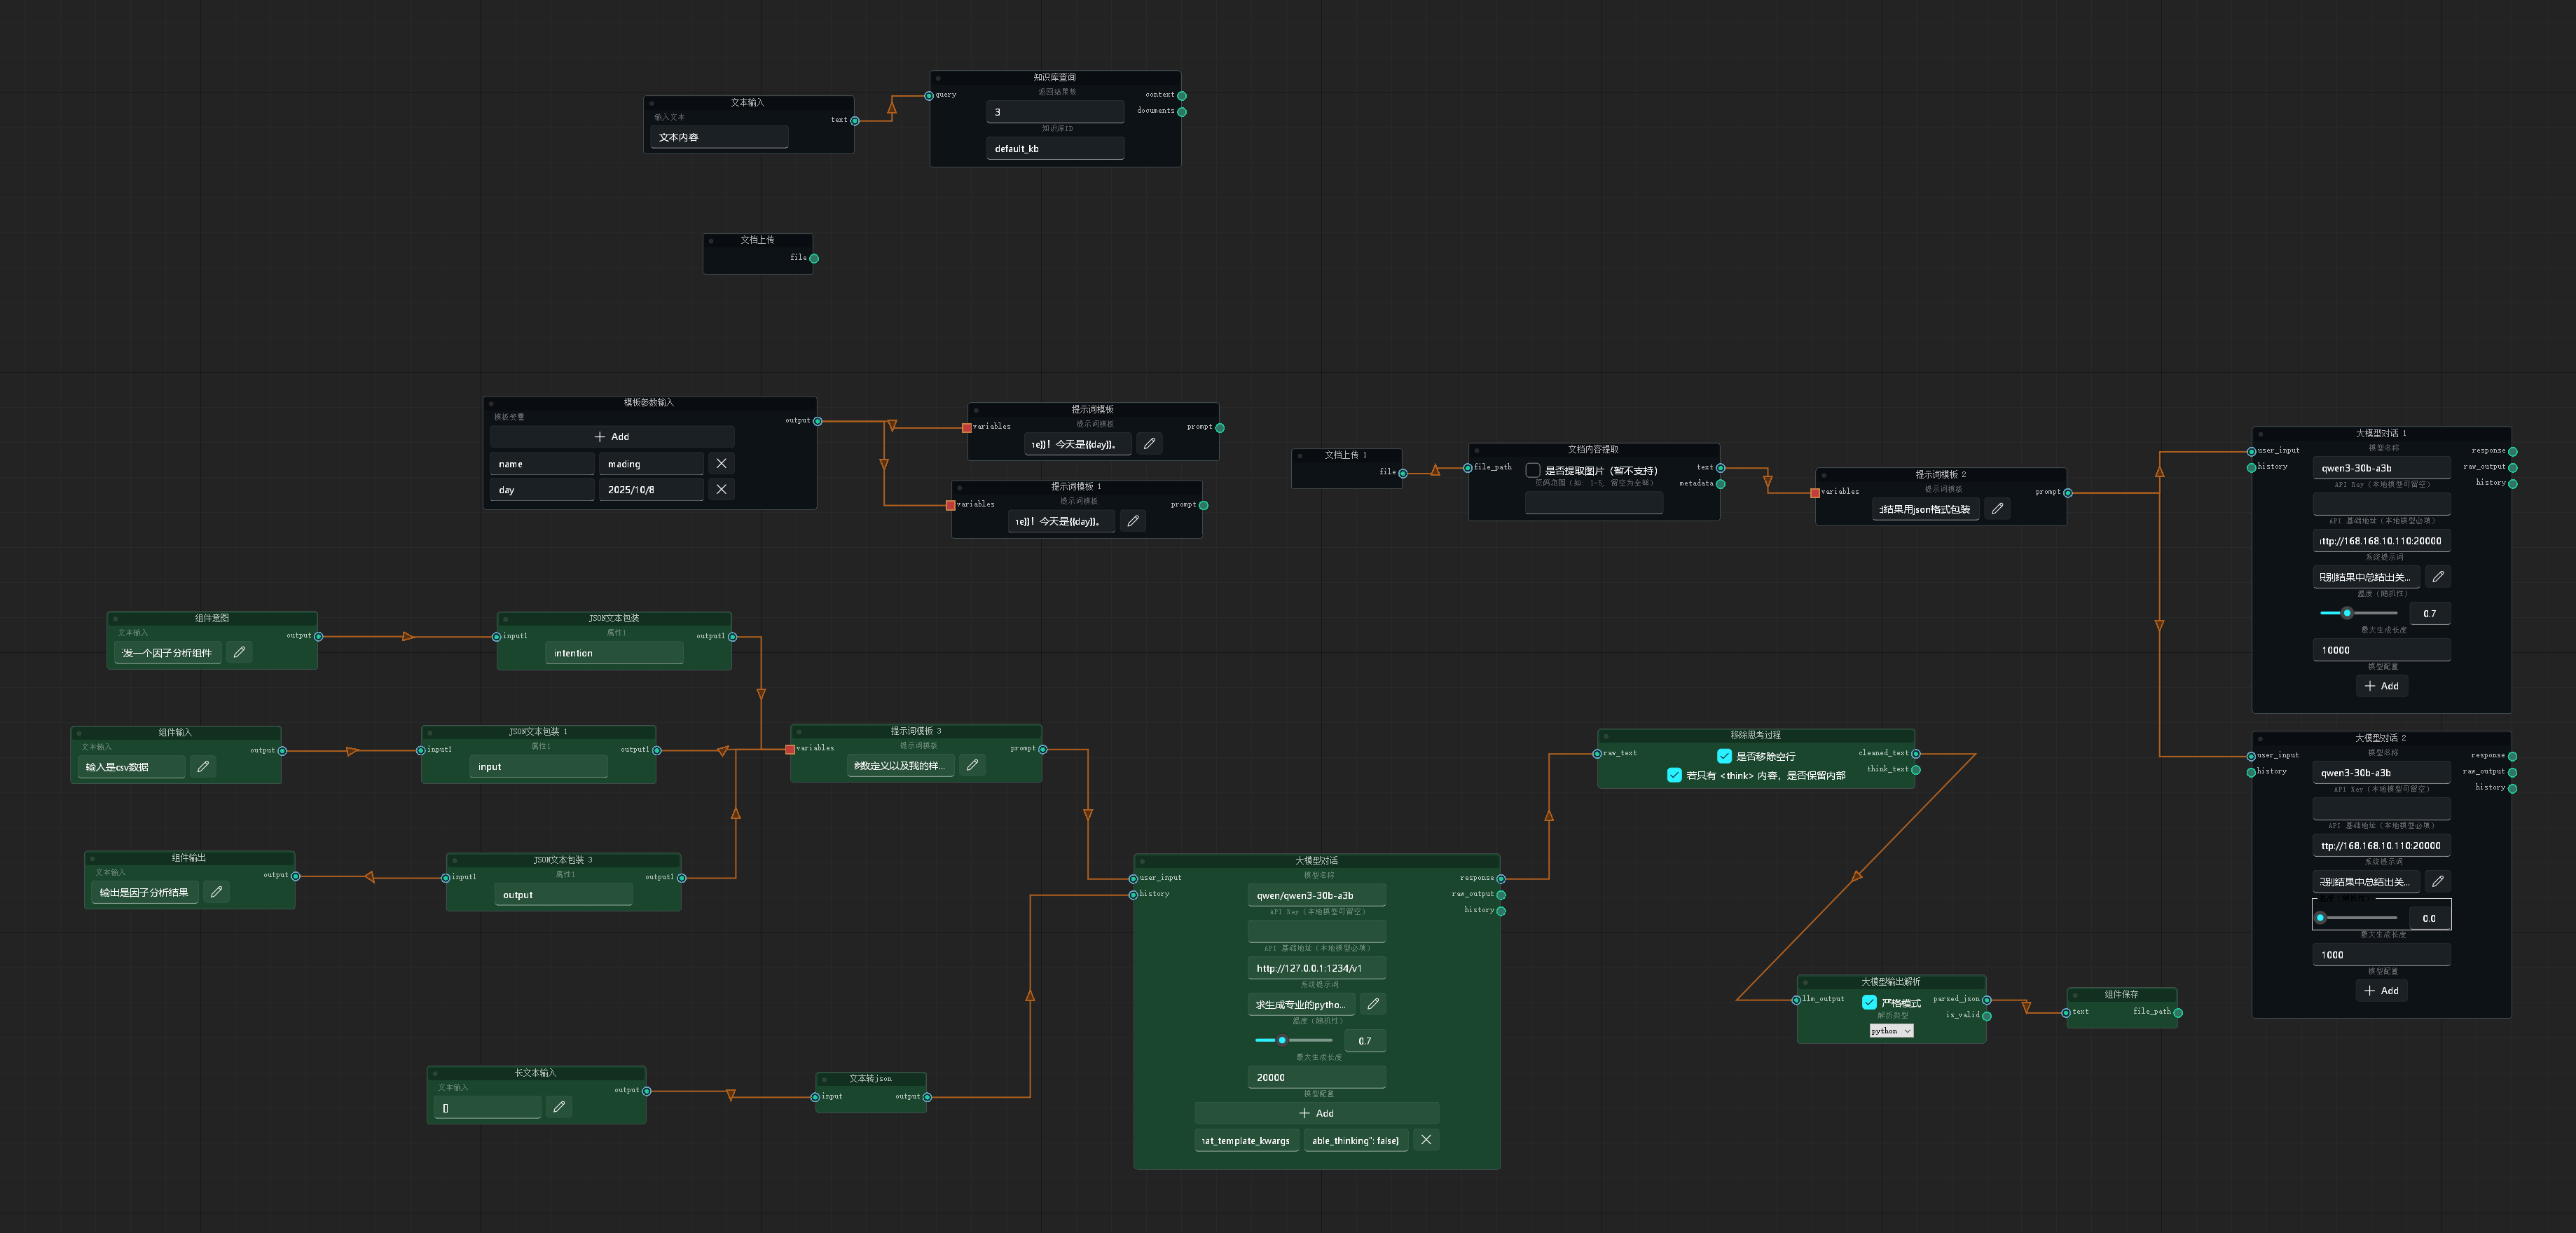 文本输入
输入文本
text
文本内容
知识库查询
query
返回结果数
context
documents
3
知识库ID
default_kb
文档上传
file
模板参数输入
模板变量
output
Add
name
mading
day
2025/10/8
提示词模板
提示词模板
variables
prompt
ıe}}！今天是{{day}}。
提示词模板 1
提示词模板
variables
prompt
ıe}}！今天是{{day}}。
文档上传 1
file
文档内容提取
file_path
是否提取图片（暂不支持）
text
页码范围（如: 1-5, 留空为全部）
metadata
提示词模板 2
variables
提示词模板
prompt
结果用json格式包装
大模型对话 1
user_input
模型名称
response
history
qwen3-30b-a3b
raw_output
API Key（本地模型可留空）
history
API 基础地址（本地模型必填）
ttp://168.168.10.110:20000
系统提示词
别结果中总结出关...
温度（随机性）
0.7
最大生成长度
10000
模型配置
Add
组件意图
文本输入
output
发一个因子分析组件
JSON文本包装
input1
属性1
output1
intention
组件输入
文本输入
output
输入是csv数据
JSON文本包装 1
input1
属性1
output1
input
提示词模板 3
variables
提示词模板
prompt
参数定义以及我的样...
移除思考过程
raw_text
是否移除空行
cleaned_text
若只有 <think> 内容，是否保留内部
think_text
大模型对话 2
user_input
模型名称
response
history
qwen3-30b-a3b
raw_output
API Key（本地模型可留空）
history
API 基础地址（本地模型必填）
ttp://168.168.10.110:20000
系统提示词
别结果中总结出关...
0.0
最大生成长度
1000
模型配置
Add
组件输出
文本输入
output
输出是因子分析结果
JSON文本包装 3
input1
属性1
output1
output
大模型对话
user_input
模型名称
response
history
qwen/qwen3-30b-a3b
raw_output
API Key（本地模型可留空）
history
API 基础地址（本地模型必填）
http://127.0.0.1:1234/v1
系统提示词
求生成专业的pytho...
温度（随机性）
0.7
最大生成长度
20000
模型配置
Add
ıat_template_kwargs
able_thinking": false}
大模型输出解析
llm_output
严格模式
parsed_json
解析类型
is_valid
python
组件保存
text
file_path
长文本输入
文本输入
output
[]
文本转json
input
output